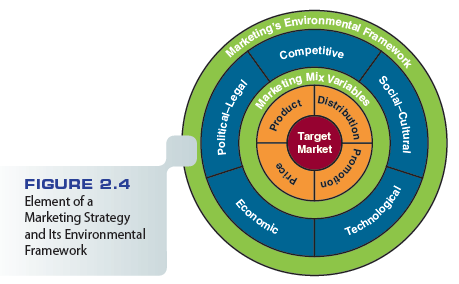 Marketing's Environmental Framework
Competitive
Political–Legal
Social–Cultural
Marketing Mix Variables
Product
Distribution
Target
Market
Price
Promotion
Economic
Technological
FIGURE 2.4
Element of a
Marketing Strategy
and Its Environmental
Framework